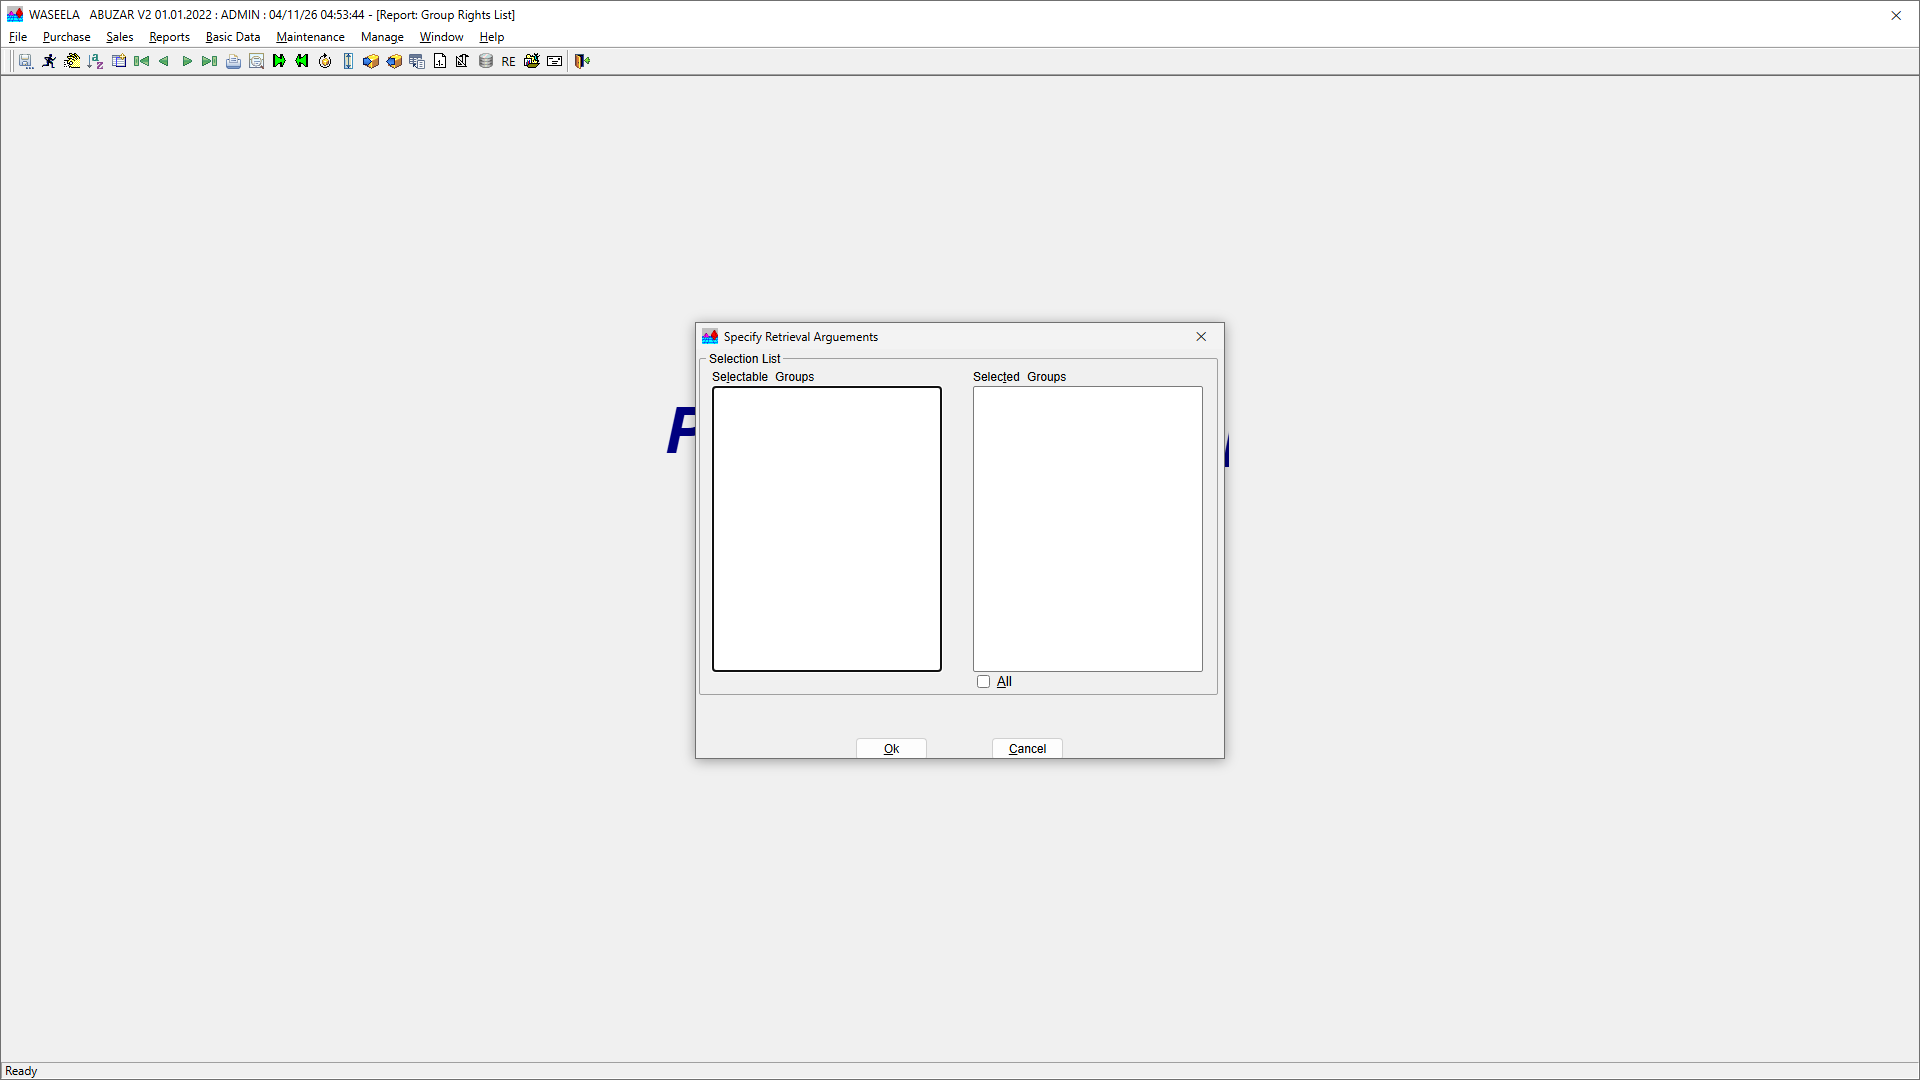 WASEELA ABUZAR V2 01.01.2022 : ADMIN : 04/11/26 04:53:44 - [Report: Group Rights List]
File Purchase Sales Reports Basic Data Maintenance Manage Window Help
RE
Specify Retrieval Arguements
Selection List
Selectable Groups Selected Groups
All
Ok Cancel
Ready